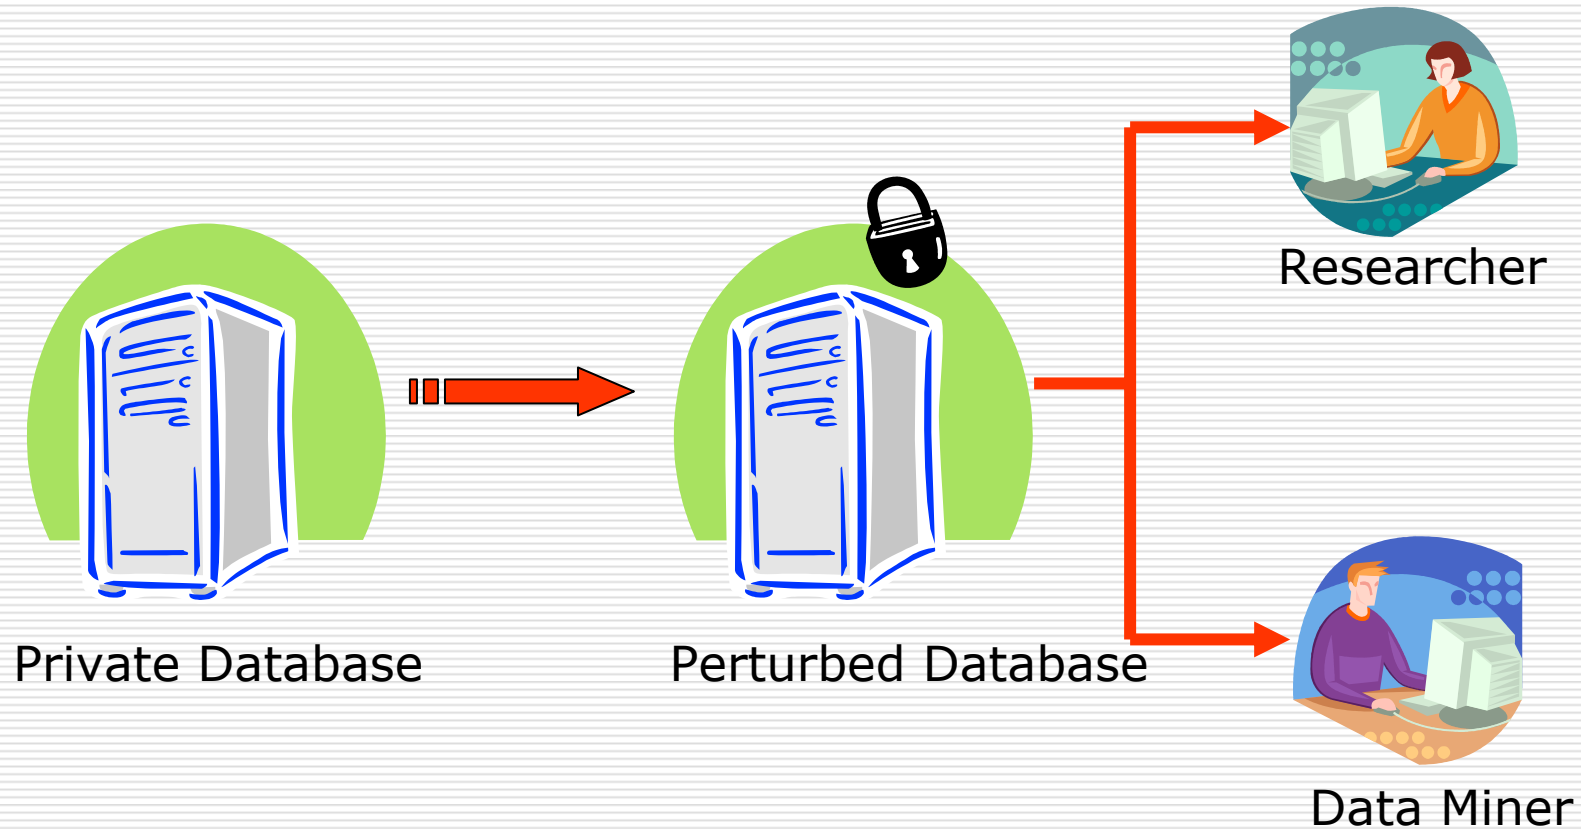 Researcher
Private Database
Perturbed Database
Data Miner